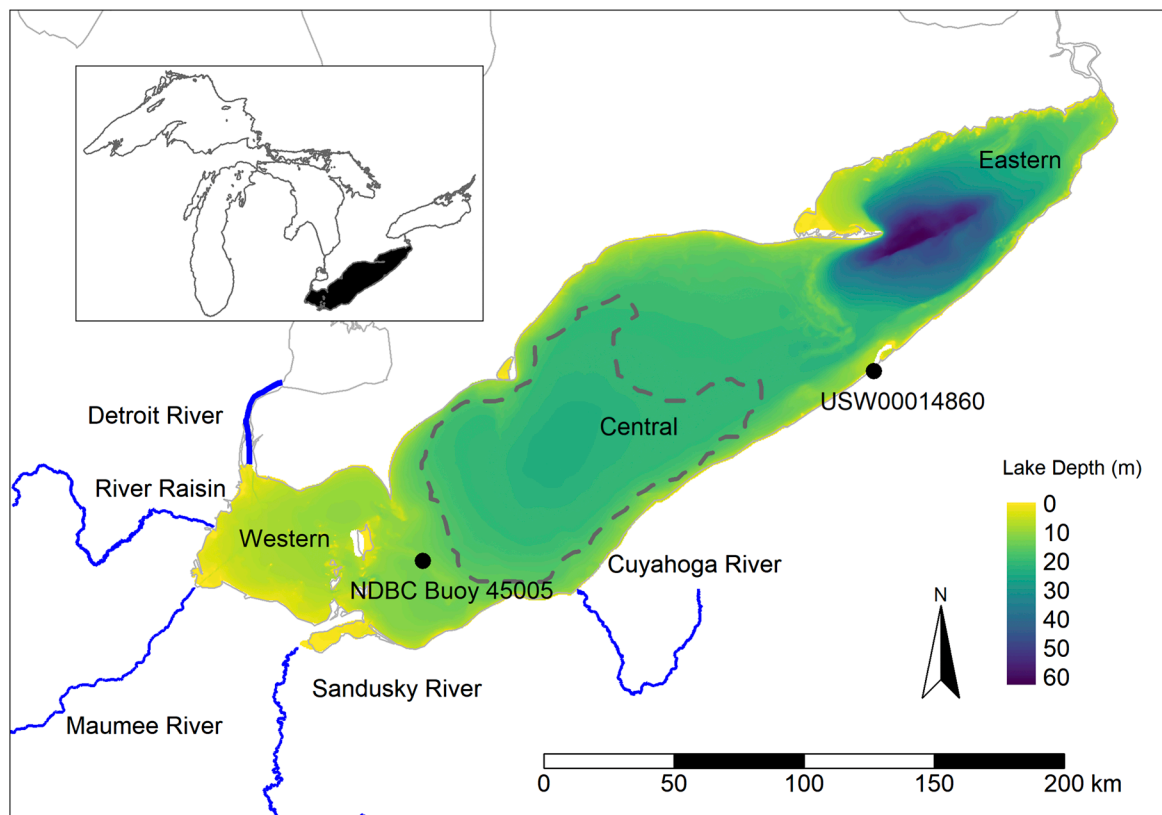 Eastern
Detroit River
USW00014860
Central
Lake Depth (m)
River Raisin
0
10
20
30
40
50
60
Western
Cuyahoga River
NDBC Buoy 45005
N
Sandusky River
Maumee River
0 50 100 150 200 km